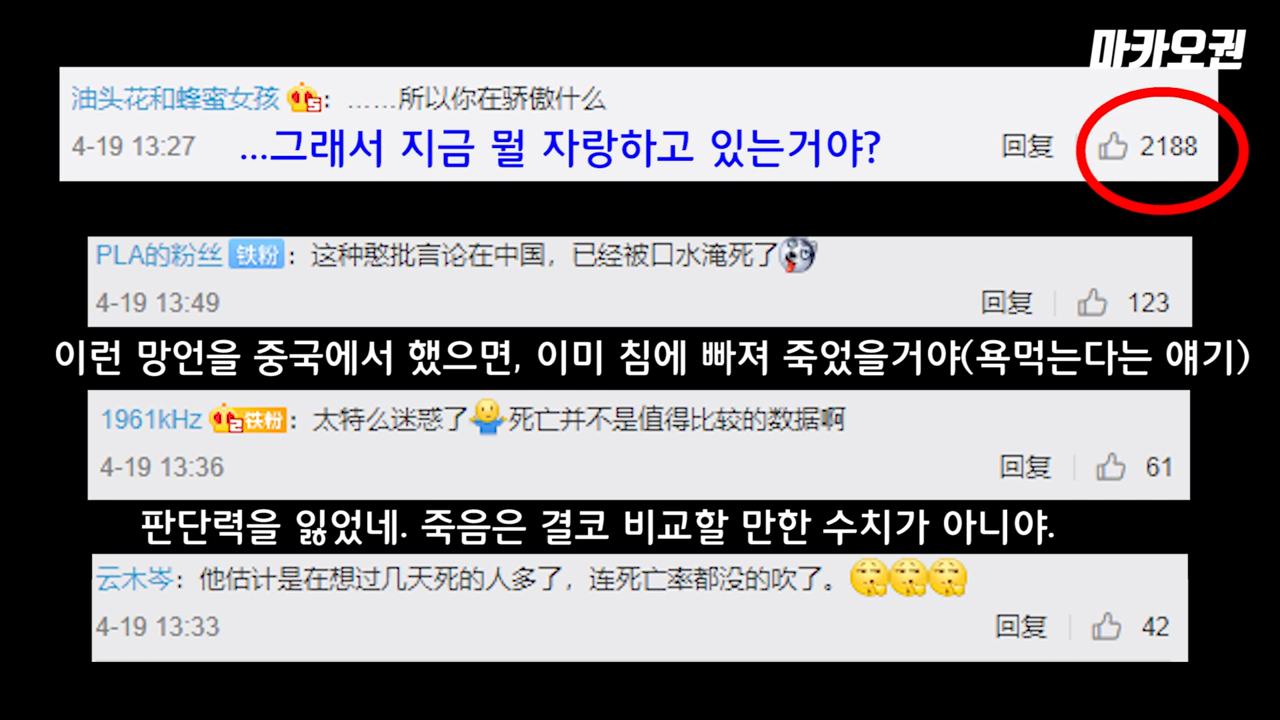 마카오권
油头花和蜂蜜女孩 : ……所以你在骄傲什么
4-19 13:27 回复 2188
...그래서 지금 뭘 자랑하고 있는거야?
PLA的粉丝 铁粉 : 这种憨批言论在中国，已经被口水淹死了
4-19 13:49 回复 123
이런 망언을 중국에서 했으면, 이미 침에 빠져 죽었을거야(욕먹는다는 얘기)
1961kHz 铁粉 : 太特么迷惑了 死亡并不是值得比较的数据啊
4-19 13:36 回复 61
판단력을 잃었네. 죽음은 결코 비교할 만한 수치가 아니야.
云木岑：他估计是在想过几天死的人多了，连死亡率都没的吹了。
4-19 13:33 回复 42